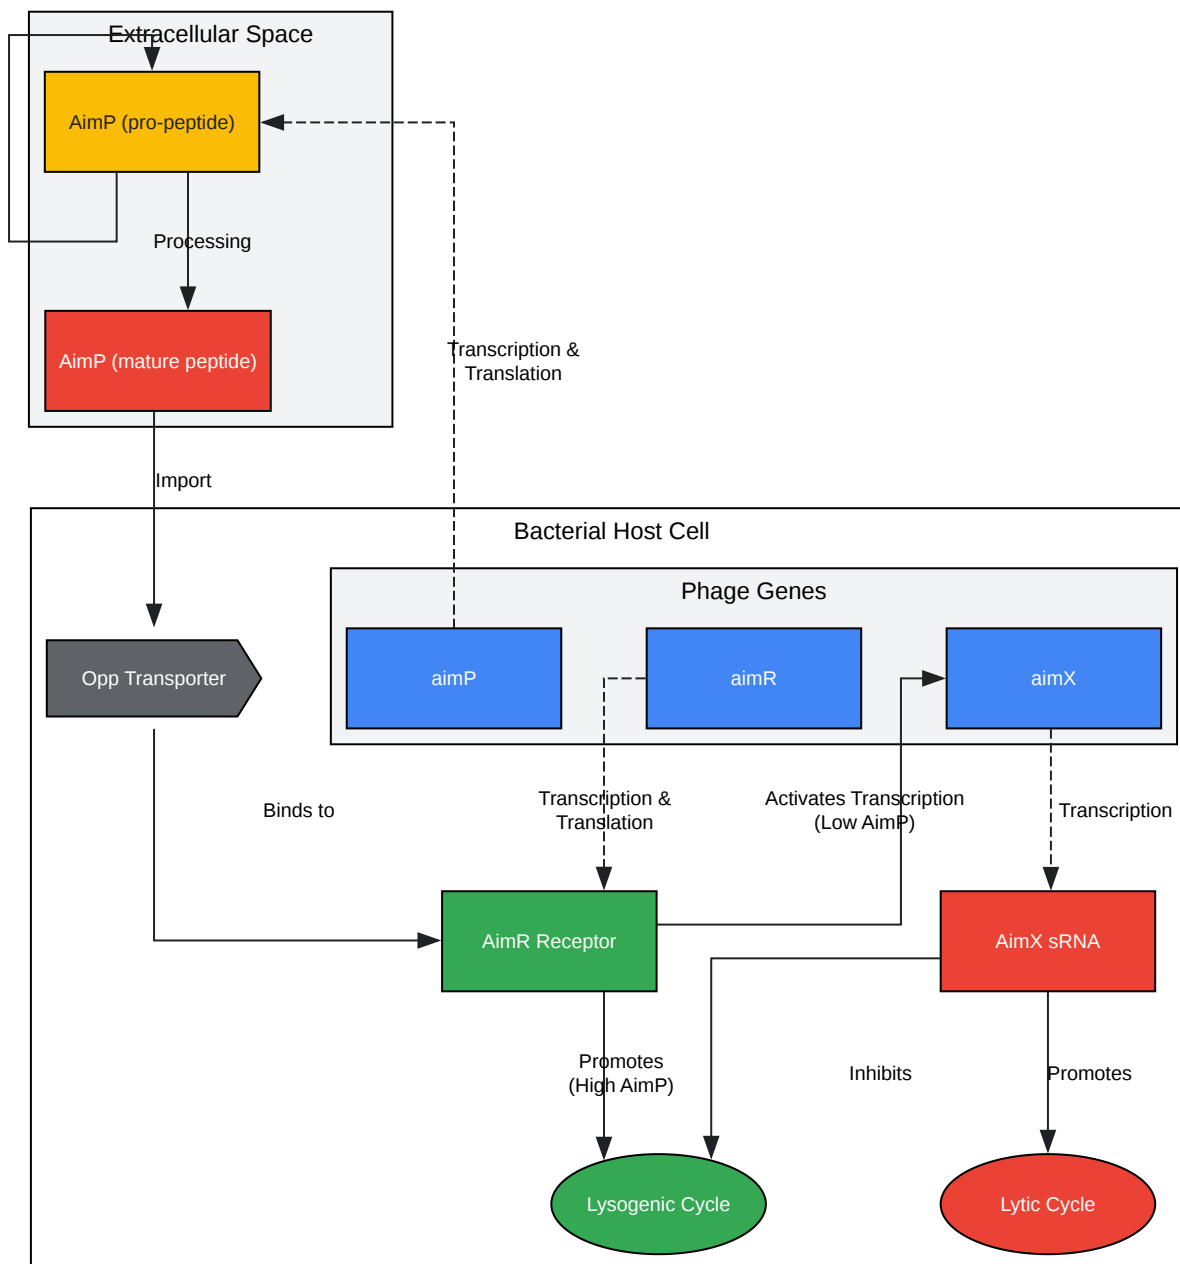 Extracellular Space
AimP (pro-peptide)
Processing
AimP (mature peptide)
Transcription &
Translation
Import
Bacterial Host Cell
Phage Genes
Opp Transporter
aimP
aimR
aimX
Binds to
Transcription &
Translation
Activates Transcription
(Low AimP)
Transcription
AimR Receptor
AimX sRNA
Promotes
(High AimP)
Inhibits
Promotes
Lysogenic Cycle
Lytic Cycle